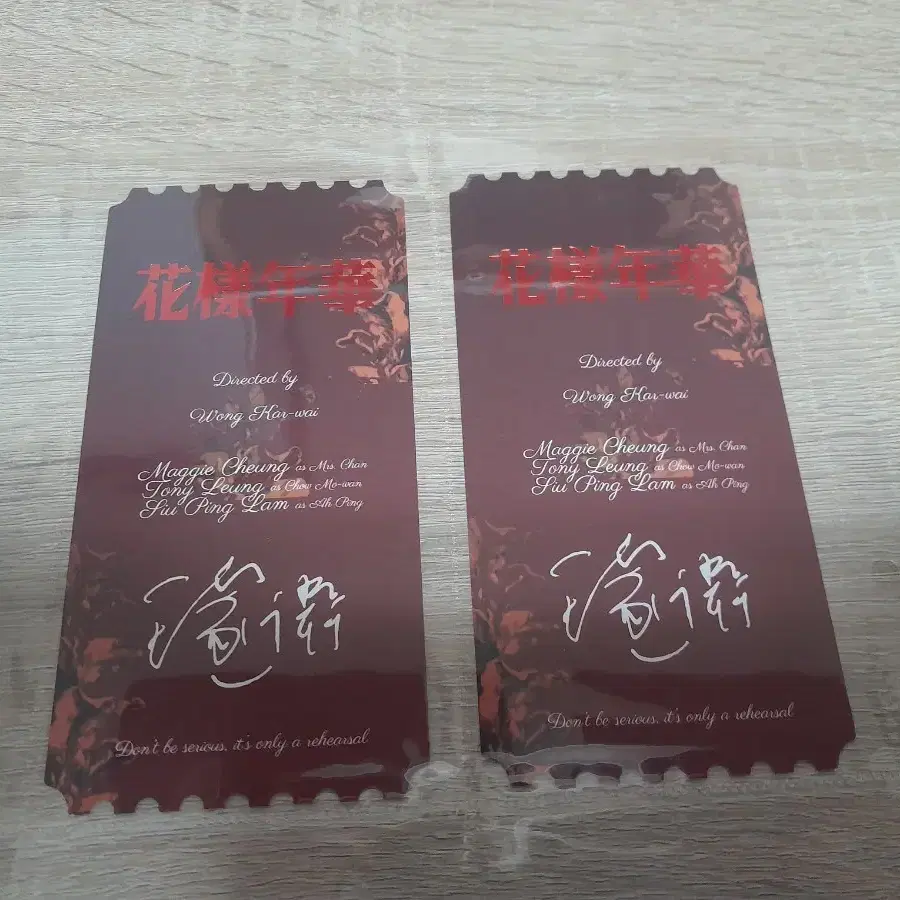 花樣年華
Directed by
Wong Kar-wai
Maggie Cheung as Mrs. Chan
Tony Leung as Chow Mo-wan
Siu Ping Lam as Ah Ping
Don't be serious, it's only a rehearsal
花樣年華
Directed by
Wong Kar-wai
Maggie Cheung as Mrs. Chan
Tony Leung as Chow Mo-wan
Siu Ping Lam as Ah Ping
Don't be serious, it's only a rehearsal